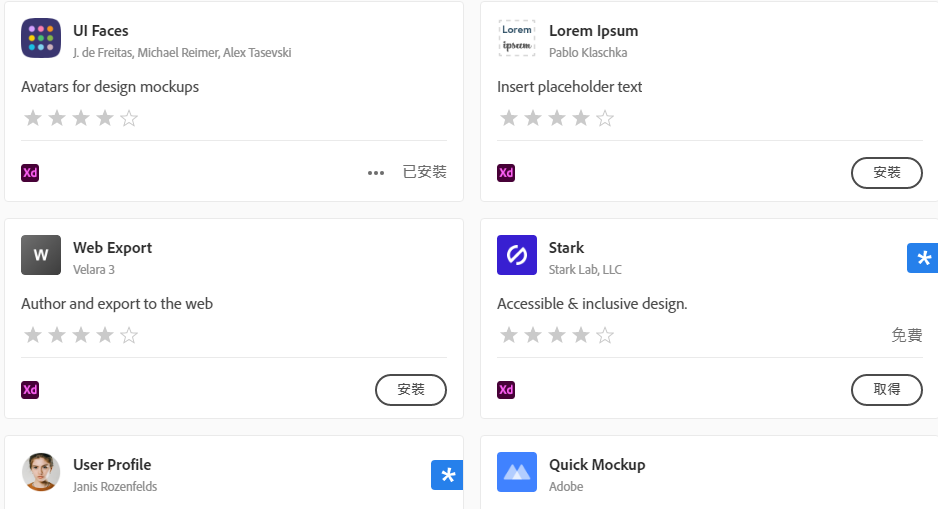 UI Faces
J. de Freitas, Michael Reimer, Alex Tasevski
Avatars for design mockups
Xd
••• 已安裝
Lorem
ipsum
Lorem Ipsum
Pablo Klaschka
Insert placeholder text
Xd
安裝
W
Web Export
Velara 3
Author and export to the web
Xd
安裝
Stark
Stark Lab, LLC
*
Accessible & inclusive design.
免費
Xd
取得
User Profile
Janis Rozenfelds
*
Quick Mockup
Adobe